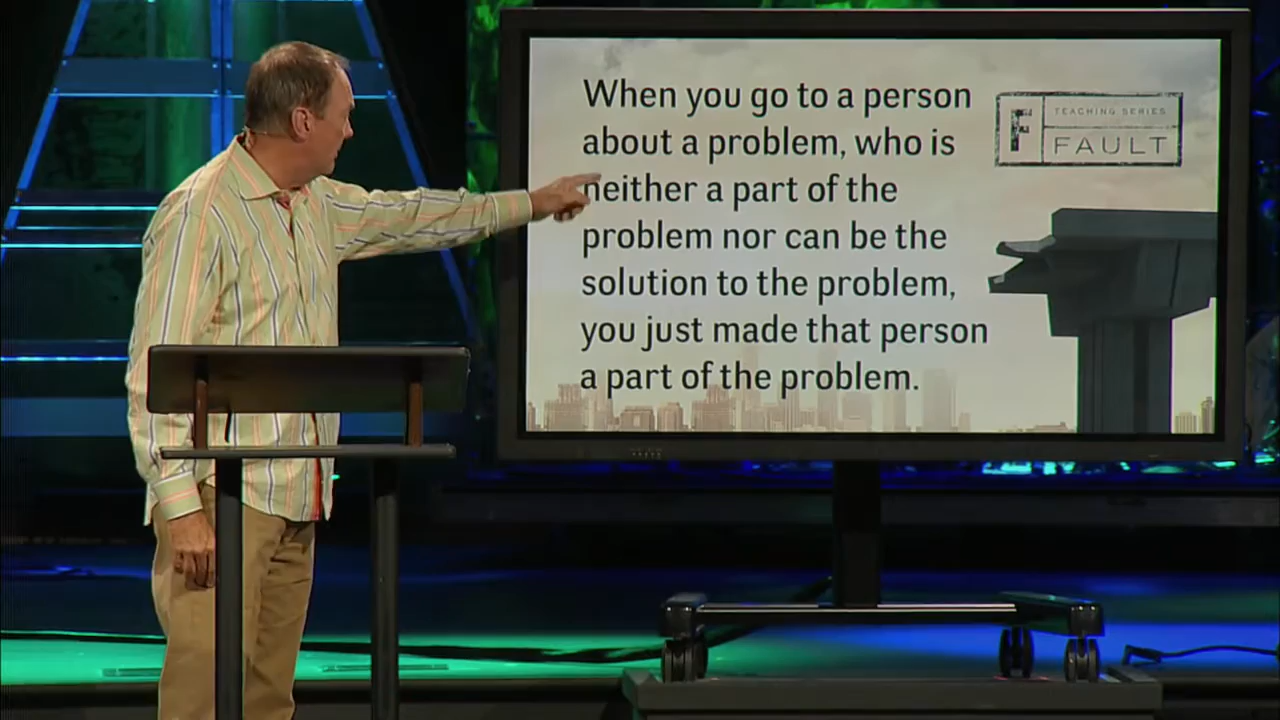 When you go to a person
about a problem, who is
neither a part of the
problem nor can be the
solution to the problem,
you just made that person
a part of the problem.
F
TEACHING SERIES
FAULT